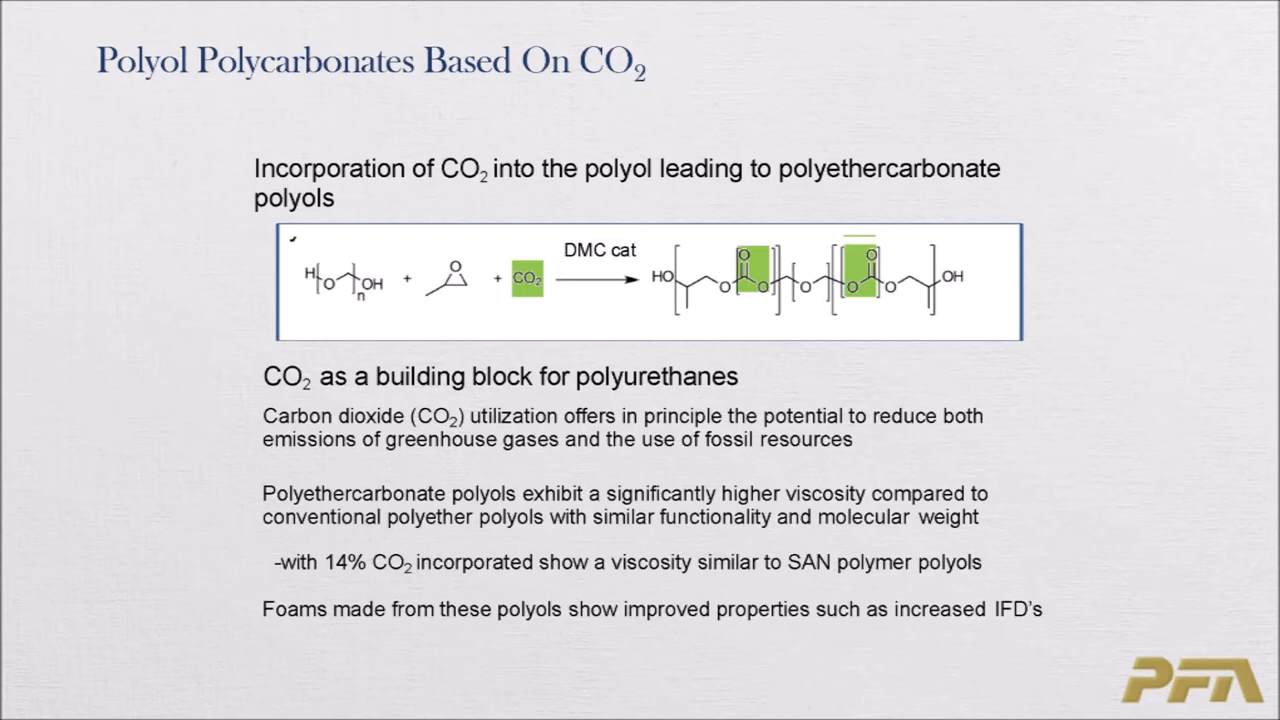 Polyol Polycarbonates Based On CO₂
Incorporation of CO₂ into the polyol leading to polyethercarbonate
polyols
DMC cat
H O OH n + O + CO₂ HO O O O O O O O OH
CO₂ as a building block for polyurethanes
Carbon dioxide (CO₂) utilization offers in principle the potential to reduce both
emissions of greenhouse gases and the use of fossil resources
Polyethercarbonate polyols exhibit a significantly higher viscosity compared to
conventional polyether polyols with similar functionality and molecular weight
-with 14% CO₂ incorporated show a viscosity similar to SAN polymer polyols
Foams made from these polyols show improved properties such as increased IFD's
PFA